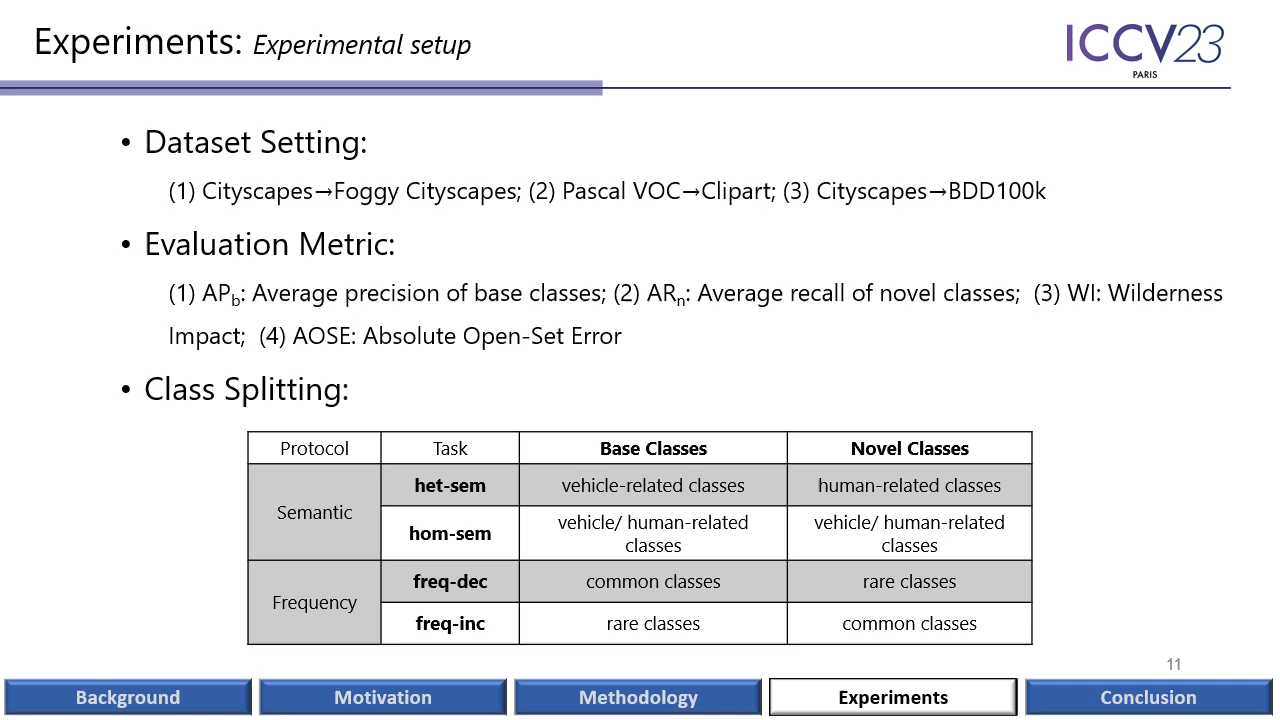 Experiments: Experimental setup
ICCV23
PARIS
• Dataset Setting:
(1) Cityscapes→Foggy Cityscapes; (2) Pascal VOC→Clipart; (3) Cityscapes→BDD100k
• Evaluation Metric:
(1) APb: Average precision of base classes; (2) ARn: Average recall of novel classes; (3) WI: Wilderness
Impact; (4) AOSE: Absolute Open-Set Error
• Class Splitting:
Protocol Task Base Classes Novel Classes
Semantic
het-sem vehicle-related classes human-related classes
hom-sem vehicle/ human-related classes vehicle/ human-related classes
Frequency
freq-dec common classes rare classes
freq-inc rare classes common classes
11
Background Motivation Methodology Experiments Conclusion